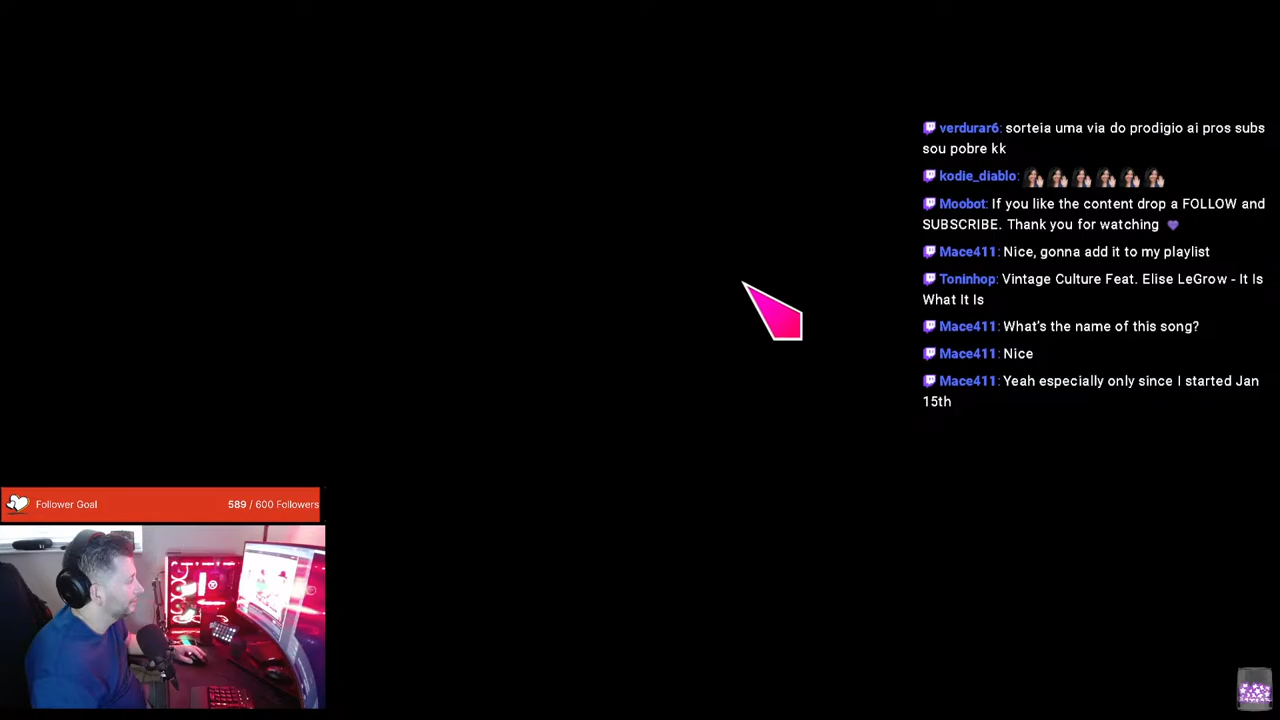 verdurar6: sorteia uma via do prodigio ai pros subs
sou pobre kk
kodie_diablo:
Moobot: If you like the content drop a FOLLOW and
SUBSCRIBE. Thank you for watching
Mace411: Nice, gonna add it to my playlist
Toninhop: Vintage Culture Feat. Elise LeGrow - It Is
What It Is
Mace411: What's the name of this song?
Mace411: Nice
Mace411: Yeah especially only since I started Jan
15th
Follower Goal 589 / 600 Followers